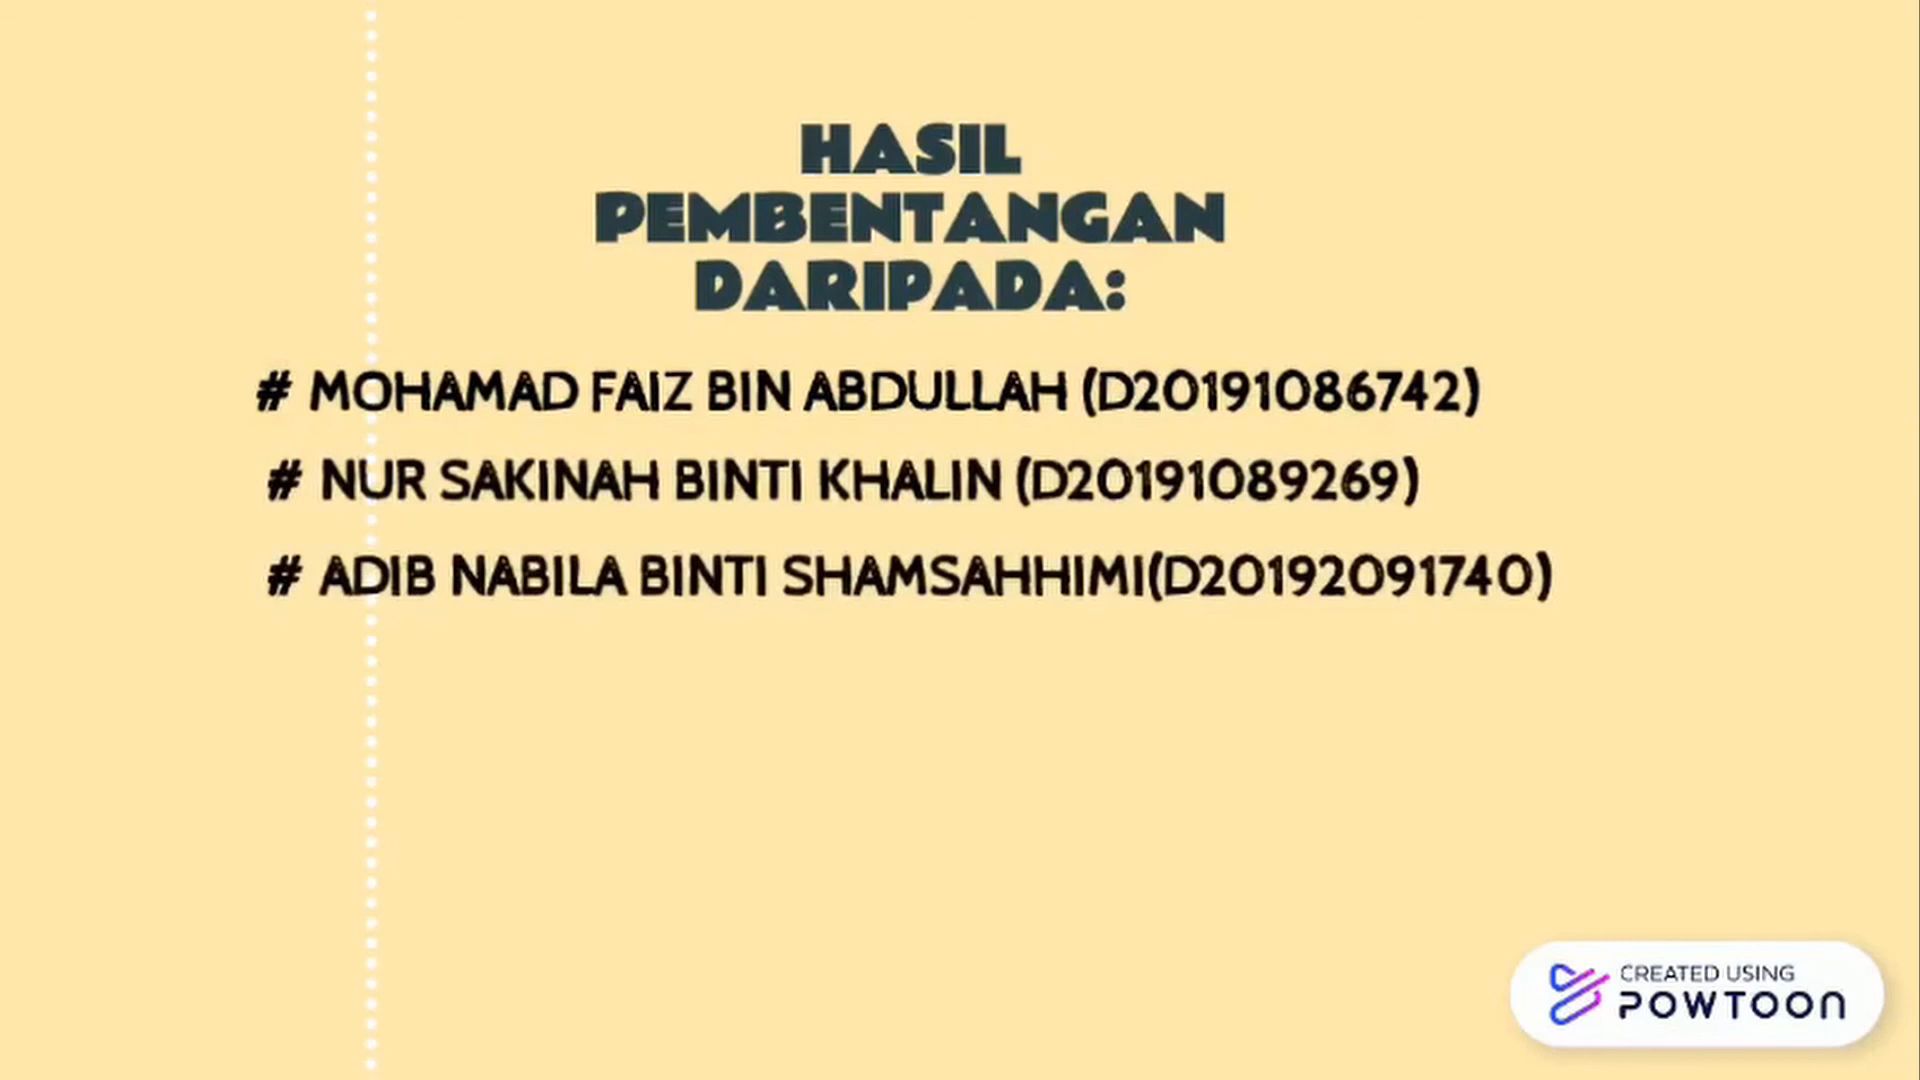 HASIL
PEMBENTANGAN
DARIPADA:
# MOHAMAD FAIZ BIN ABDULLAH (D20191086742)
# NUR SAKINAH BINTI KHALIN (D20191089269)
# ADIB NABILA BINTI SHAMSAHHIMI(D20192091740)
CREATED USING
POWTOON